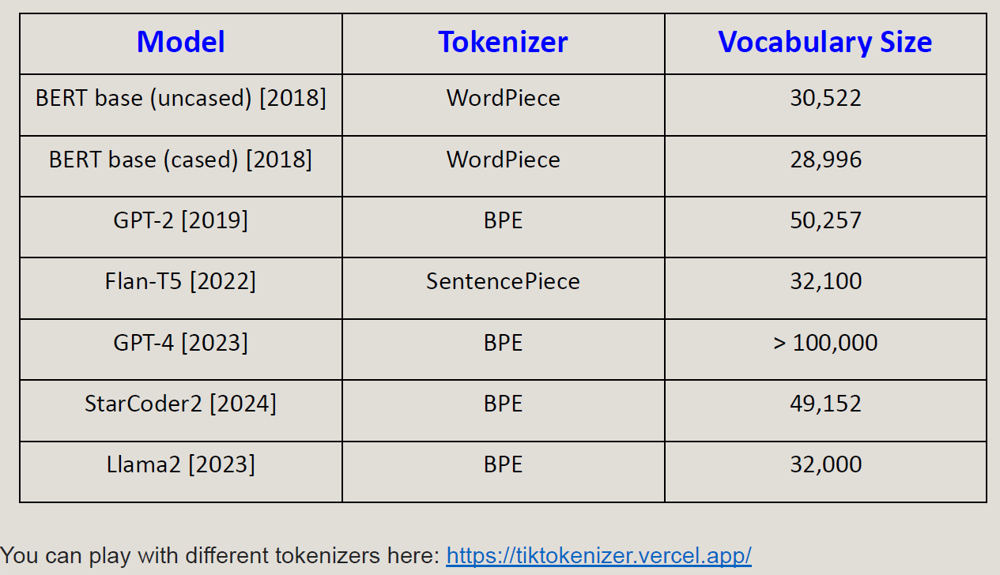 Model Tokenizer Vocabulary Size
BERT base (uncased) [2018] WordPiece 30,522
BERT base (cased) [2018] WordPiece 28,996
GPT-2 [2019] BPE 50,257
Flan-T5 [2022] SentencePiece 32,100
GPT-4 [2023] BPE > 100,000
StarCoder2 [2024] BPE 49,152
Llama2 [2023] BPE 32,000
You can play with different tokenizers here: https://tiktokenizer.vercel.app/